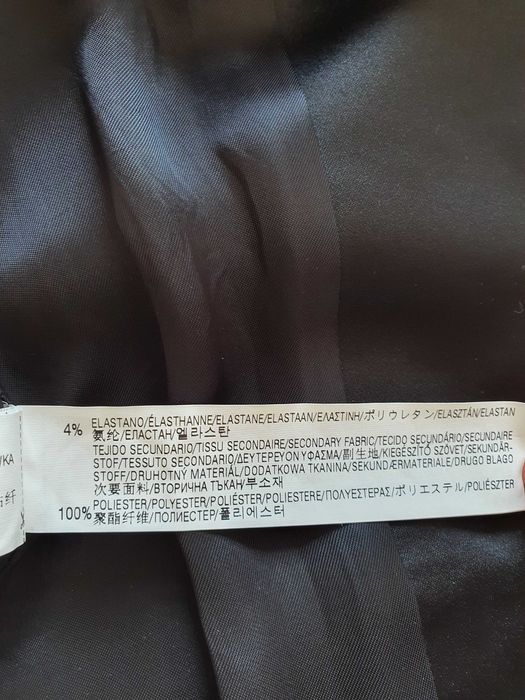 4% ELASTANO/ÉLASTHANNE/ELASTANE/ELASTAAN/ΕΛΑΣΤΙΝΗ/ポリウレタン/ELASZTÁN/ELASTAN
氨纶/ЕЛАСТАН/엘라스탄
TEJIDO SECUNDARIO/TISSU SECONDAIRE/SECONDARY FABRIC/TECIDO SECUNDÁRIO/SECUNDAIRE
STOF/TESSUTO SECONDARIO/ΔΕΥΤΕΡΕΥΟΝ ΥΦΑΣΜΑ/副生地/KIEGÉSZÍTŐ SZÖVET/SEKUNDÄR-
STOFF/DRUHOTNÝ MATERIÁL/DODATKOWA TKANINA/SEKUNDÆRMATERIALE/DRUGO BLAGO
次要面料/ВТОРИЧНА ТЪКАН/부소재
100% POLIESTER/POLYESTER/POLIÉSTER/POLIESTERE/ΠΟΛΥΕΣΤΕΡΑΣ/ポリエステル/POLIÉSZTER
聚酯纤维/ПОЛИЕСТЕР/폴리에스터
/KA
纤